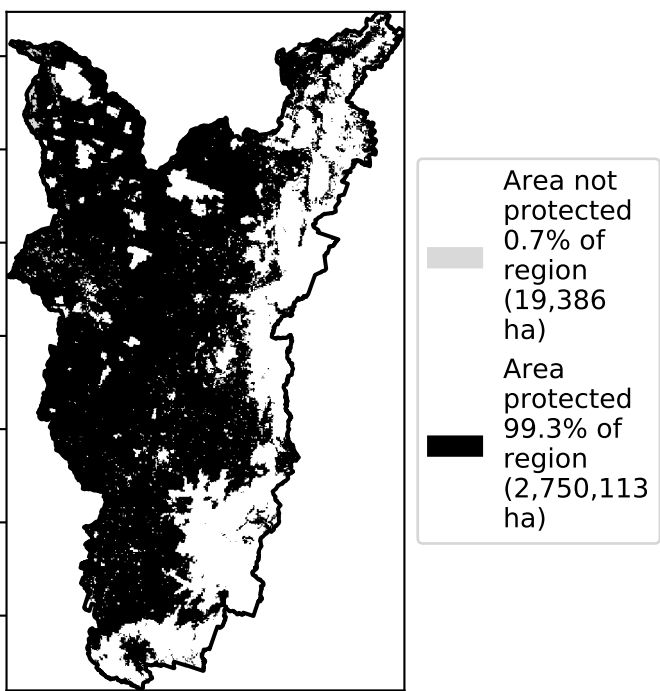 Area not
protected
0.7% of
region
(19,386
ha)
Area
protected
99.3% of
region
(2,750,113
ha)